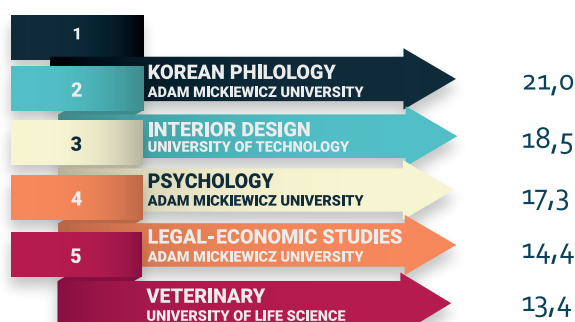 1
KOREAN PHILOLOGY
ADAM MICKIEWICZ UNIVERSITY
21,0
2
INTERIOR DESIGN
UNIVERSITY OF TECHNOLOGY
18,5
3
PSYCHOLOGY
ADAM MICKIEWICZ UNIVERSITY
17,3
4
LEGAL-ECONOMIC STUDIES
ADAM MICKIEWICZ UNIVERSITY
14,4
5
VETERINARY
UNIVERSITY OF LIFE SCIENCE
13,4